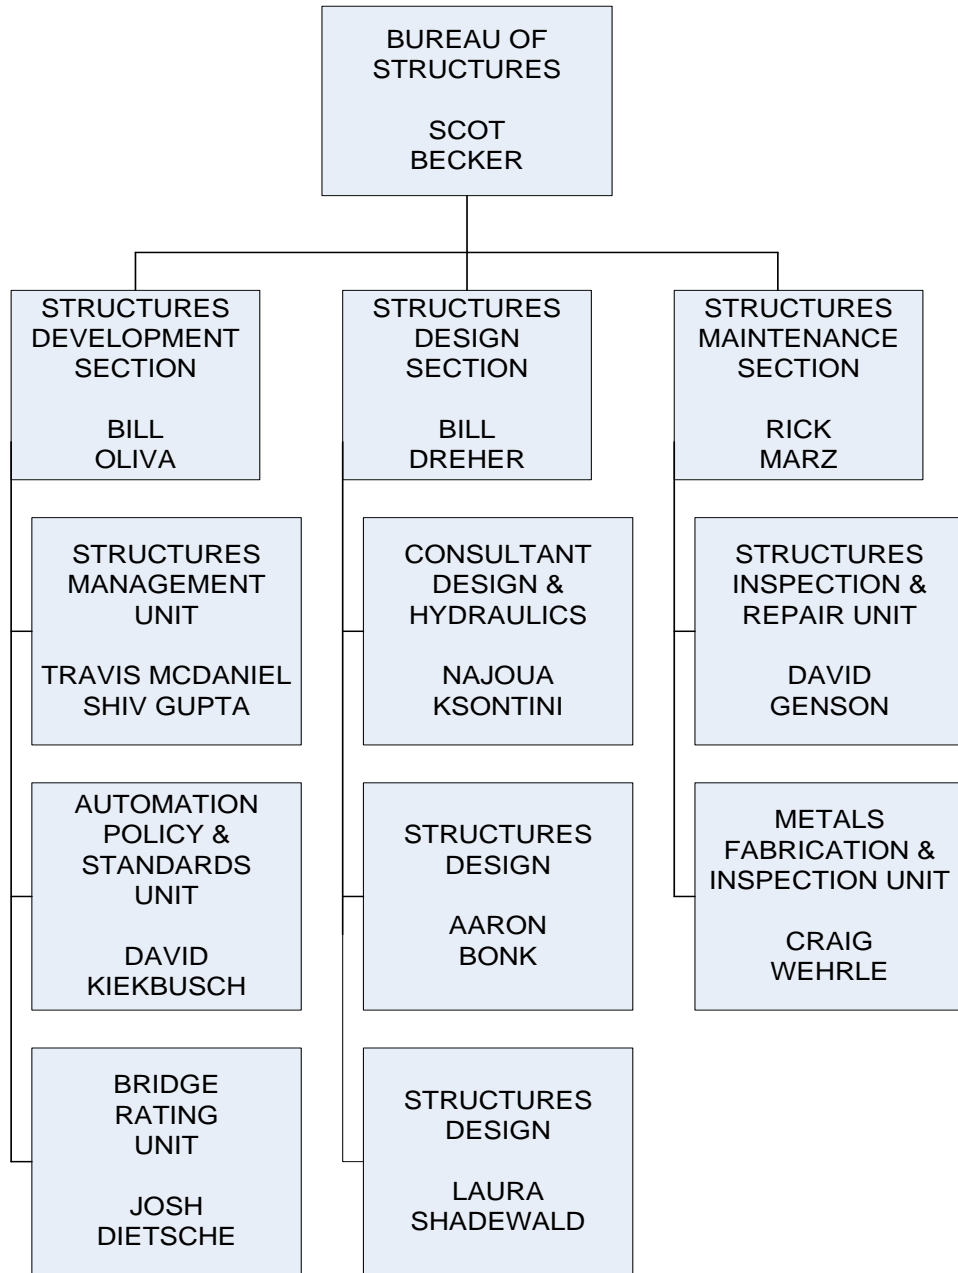 BUREAU OF
STRUCTURES
SCOT
BECKER
STRUCTURES
DEVELOPMENT
SECTION
BILL
OLIVA
STRUCTURES
DESIGN
SECTION
BILL
DREHER
STRUCTURES
MAINTENANCE
SECTION
RICK
MARZ
STRUCTURES
MANAGEMENT
UNIT
TRAVIS MCDANIEL
SHIV GUPTA
CONSULTANT
DESIGN &
HYDRAULICS
NAJOUA
KSONTINI
STRUCTURES
INSPECTION &
REPAIR UNIT
DAVID
GENSON
AUTOMATION
POLICY &
STANDARDS
UNIT
DAVID
KIEKBUSCH
STRUCTURES
DESIGN
AARON
BONK
METALS
FABRICATION &
INSPECTION UNIT
CRAIG
WEHRLE
BRIDGE
RATING
UNIT
JOSH
DIETSCHE
STRUCTURES
DESIGN
LAURA
SHADEWALD